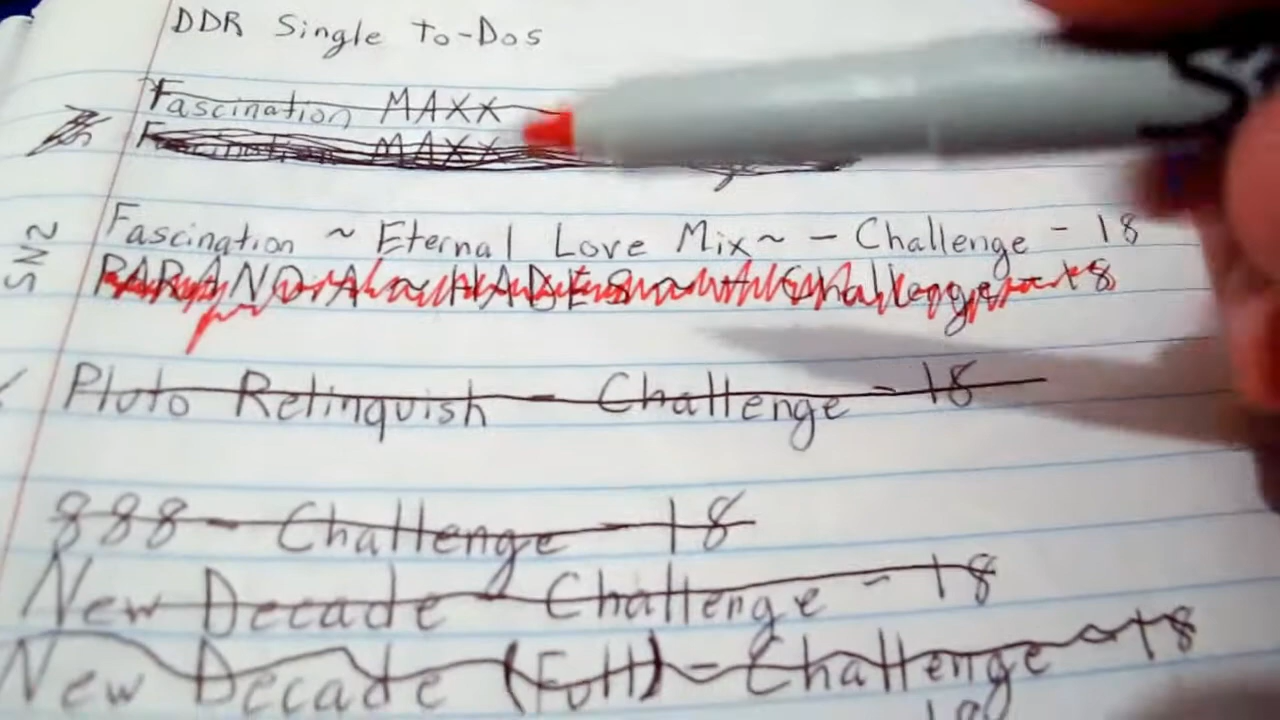 DDR Single To-Dos
Fascination MAXX
MAXX
SN2
Fascination ~ Eternal Love Mix~ - Challenge - 18
PARANOiA ~HADES~ - Challenge - 18
Pluto Relinquish - Challenge - 18
888 - Challenge - 18
New Decade - Challenge - 18
New Decade (Full) - Challenge - 18